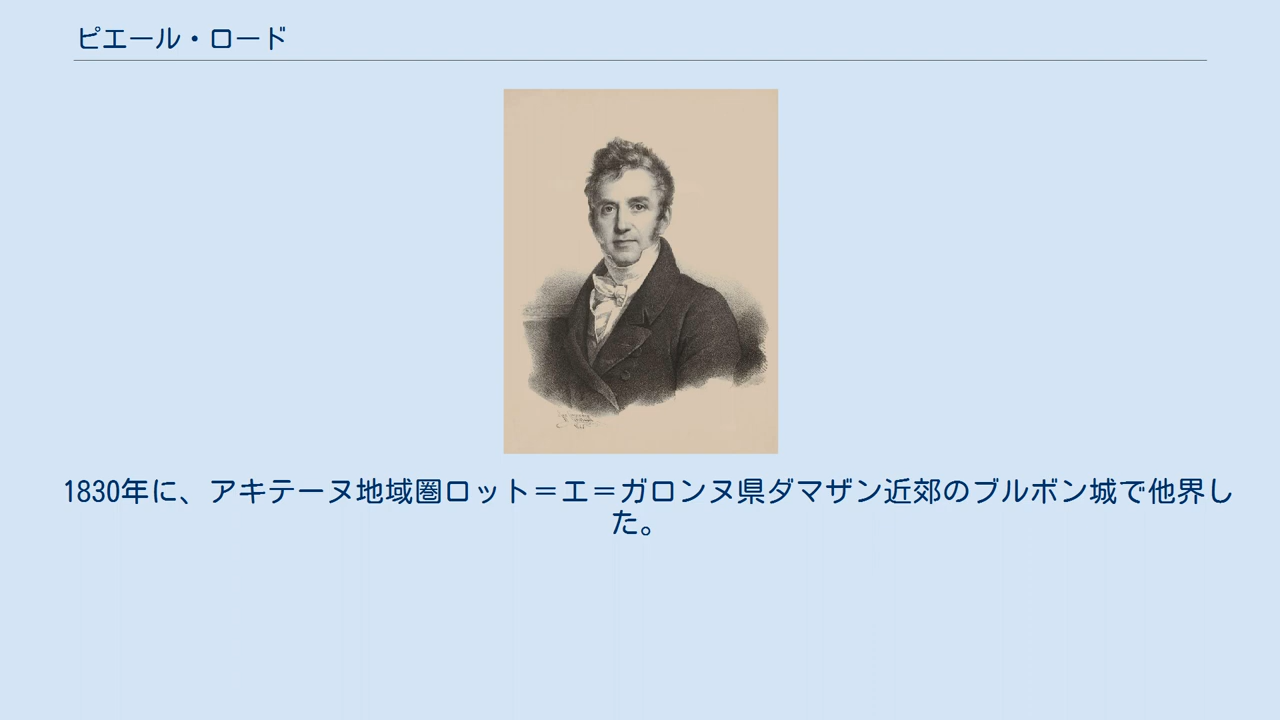 ピエール・ロード
1830年に、アキテーヌ地域圏ロット＝エ＝ガロンヌ県ダマザン近郊のブルボン城で他界し
た。